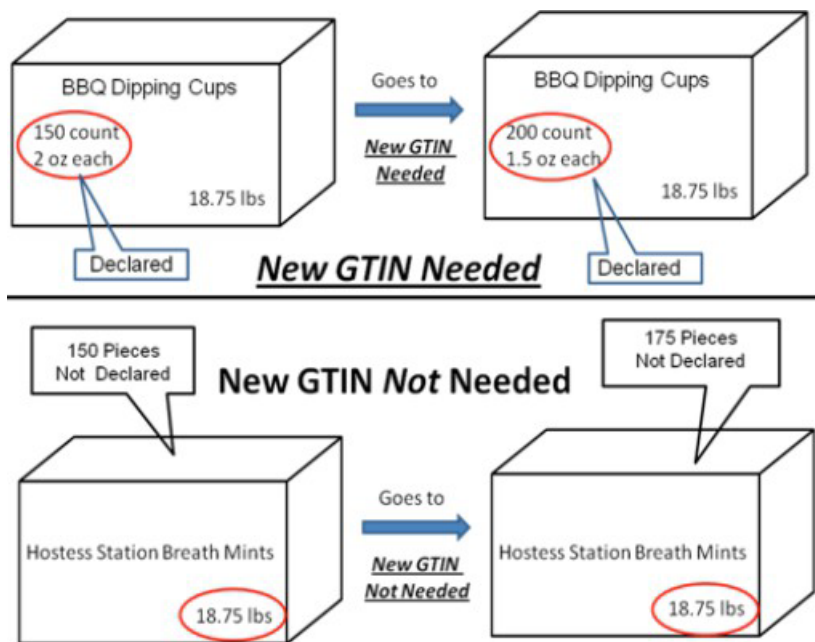 BBQ Dipping Cups
150 count
2 oz each
18.75 lbs
Declared
Goes to
New GTIN
Needed
BBQ Dipping Cups
200 count
1.5 oz each
18.75 lbs
Declared
New GTIN Needed
150 Pieces
Not Declared
New GTIN Not Needed
175 Pieces
Not Declared
Hostess Station Breath Mints
18.75 lbs
Goes to
New GTIN
Not Needed
Hostess Station Breath Mints
18.75 lbs